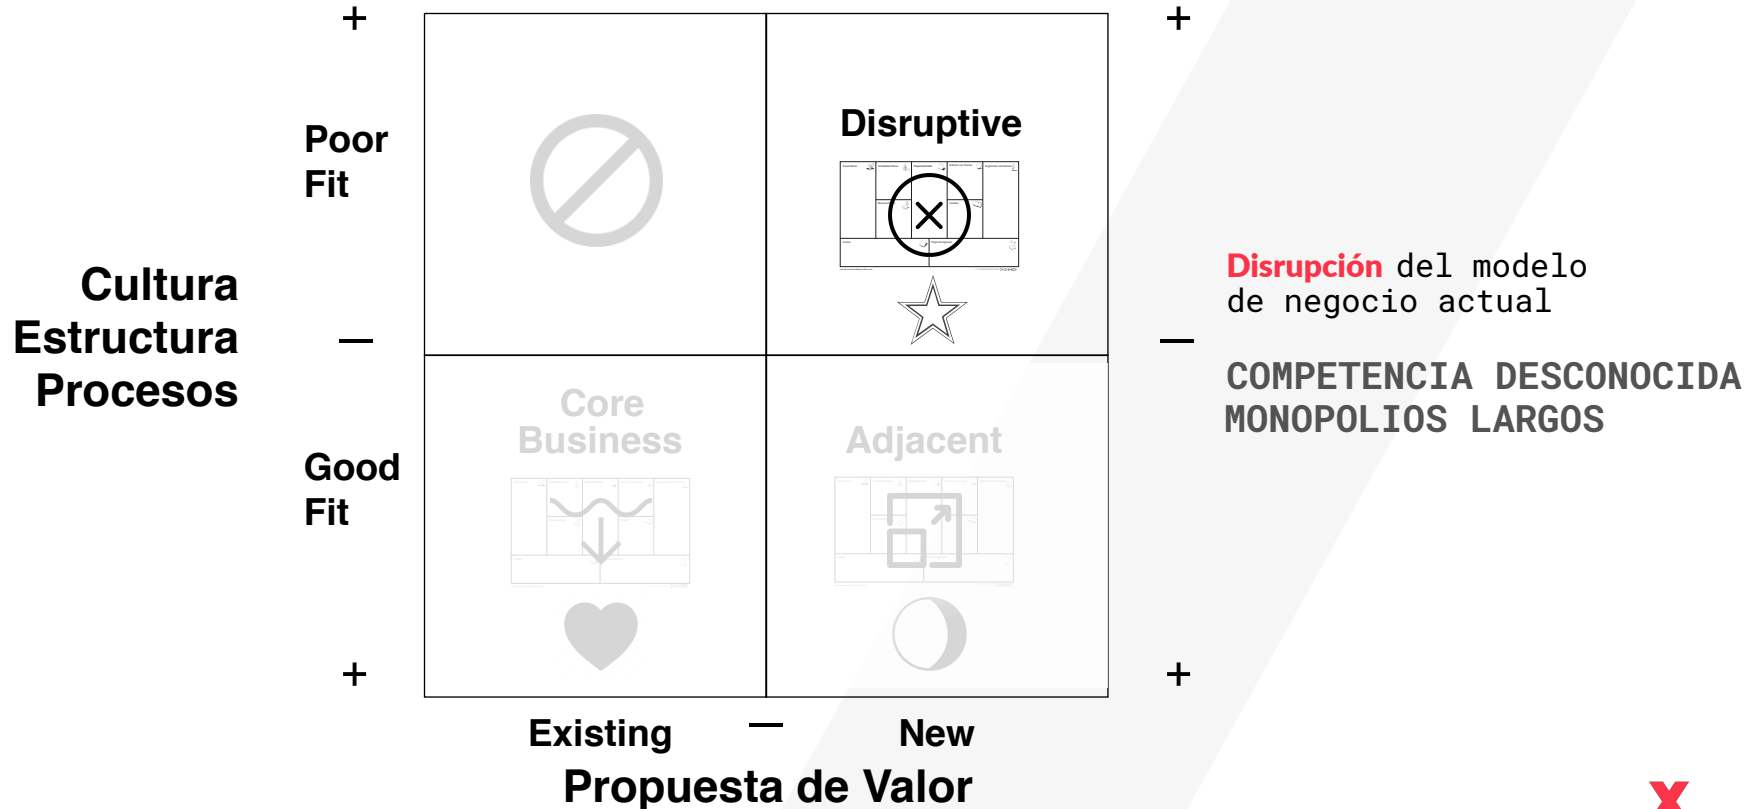 +
+
Poor
Fit
Disruptive
Cultura
Estructura
Procesos
—
—
Disrupción del modelo
de negocio actual
COMPETENCIA DESCONOCIDA
MONOPOLIOS LARGOS
Core
Business
Adjacent
Good
Fit
+
+
Existing — New
Propuesta de Valor
X